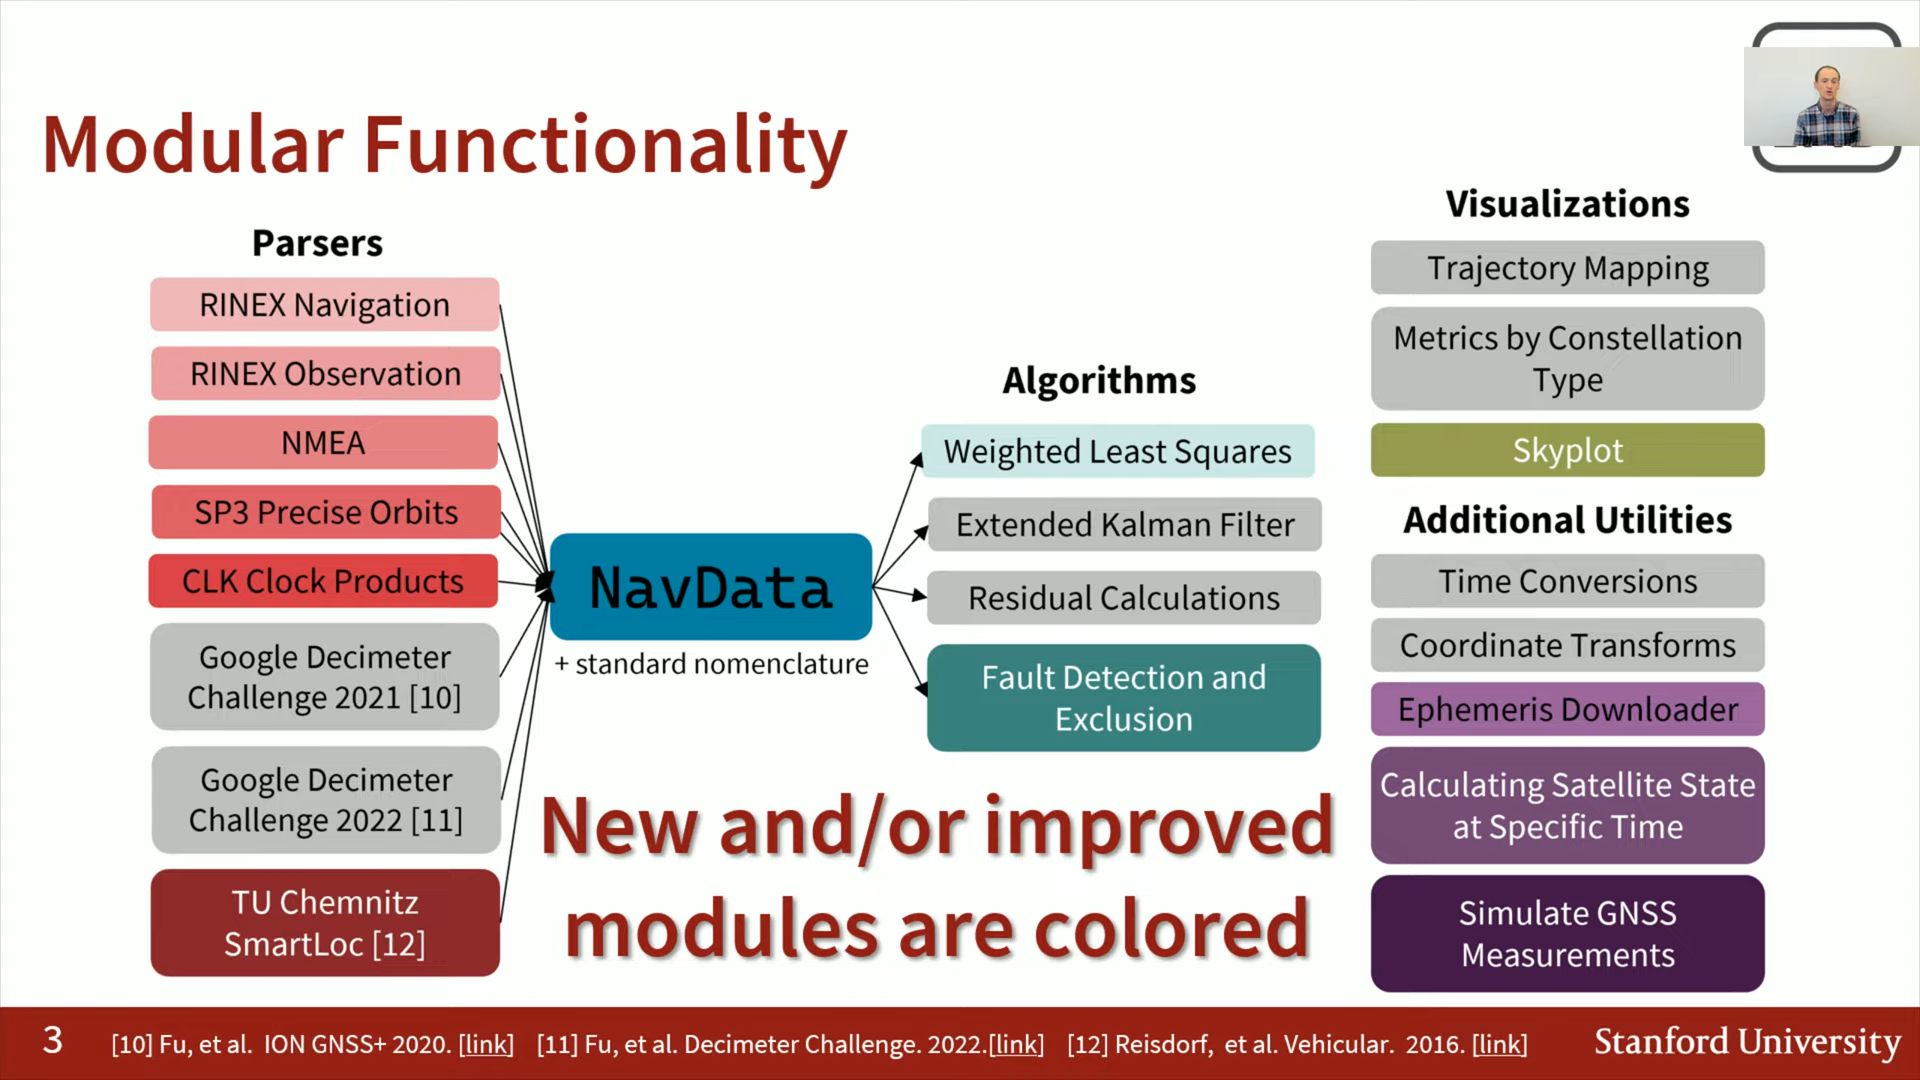 Modular Functionality
Parsers
RINEX Navigation
RINEX Observation
NMEA
SP3 Precise Orbits
CLK Clock Products
Google Decimeter
Challenge 2021 [10]
Google Decimeter
Challenge 2022 [11]
TU Chemnitz
SmartLoc [12]
NavData
+ standard nomenclature
Algorithms
Weighted Least Squares
Extended Kalman Filter
Residual Calculations
Fault Detection and
Exclusion
New and/or improved
modules are colored
Visualizations
Trajectory Mapping
Metrics by Constellation
Type
Skyplot
Additional Utilities
Time Conversions
Coordinate Transforms
Ephemeris Downloader
Calculating Satellite State
at Specific Time
Simulate GNSS
Measurements
3 [10] Fu, et al. ION GNSS+ 2020. [link] [11] Fu, et al. Decimeter Challenge. 2022.[link] [12] Reisdorf, et al. Vehicular. 2016. [link] Stanford University